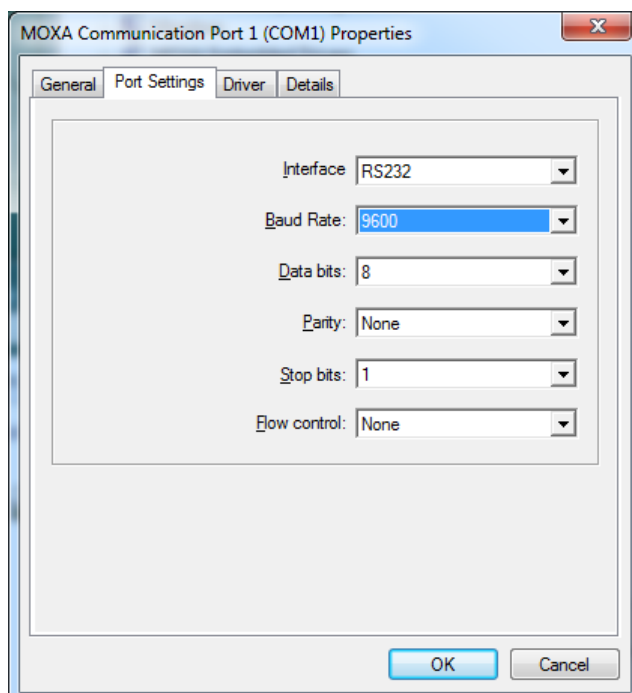 MOXA Communication Port 1 (COM1) Properties
General Port Settings Driver Details
Interface RS232
Baud Rate: 9600
Data bits: 8
Parity: None
Stop bits: 1
Flow control: None
OK Cancel